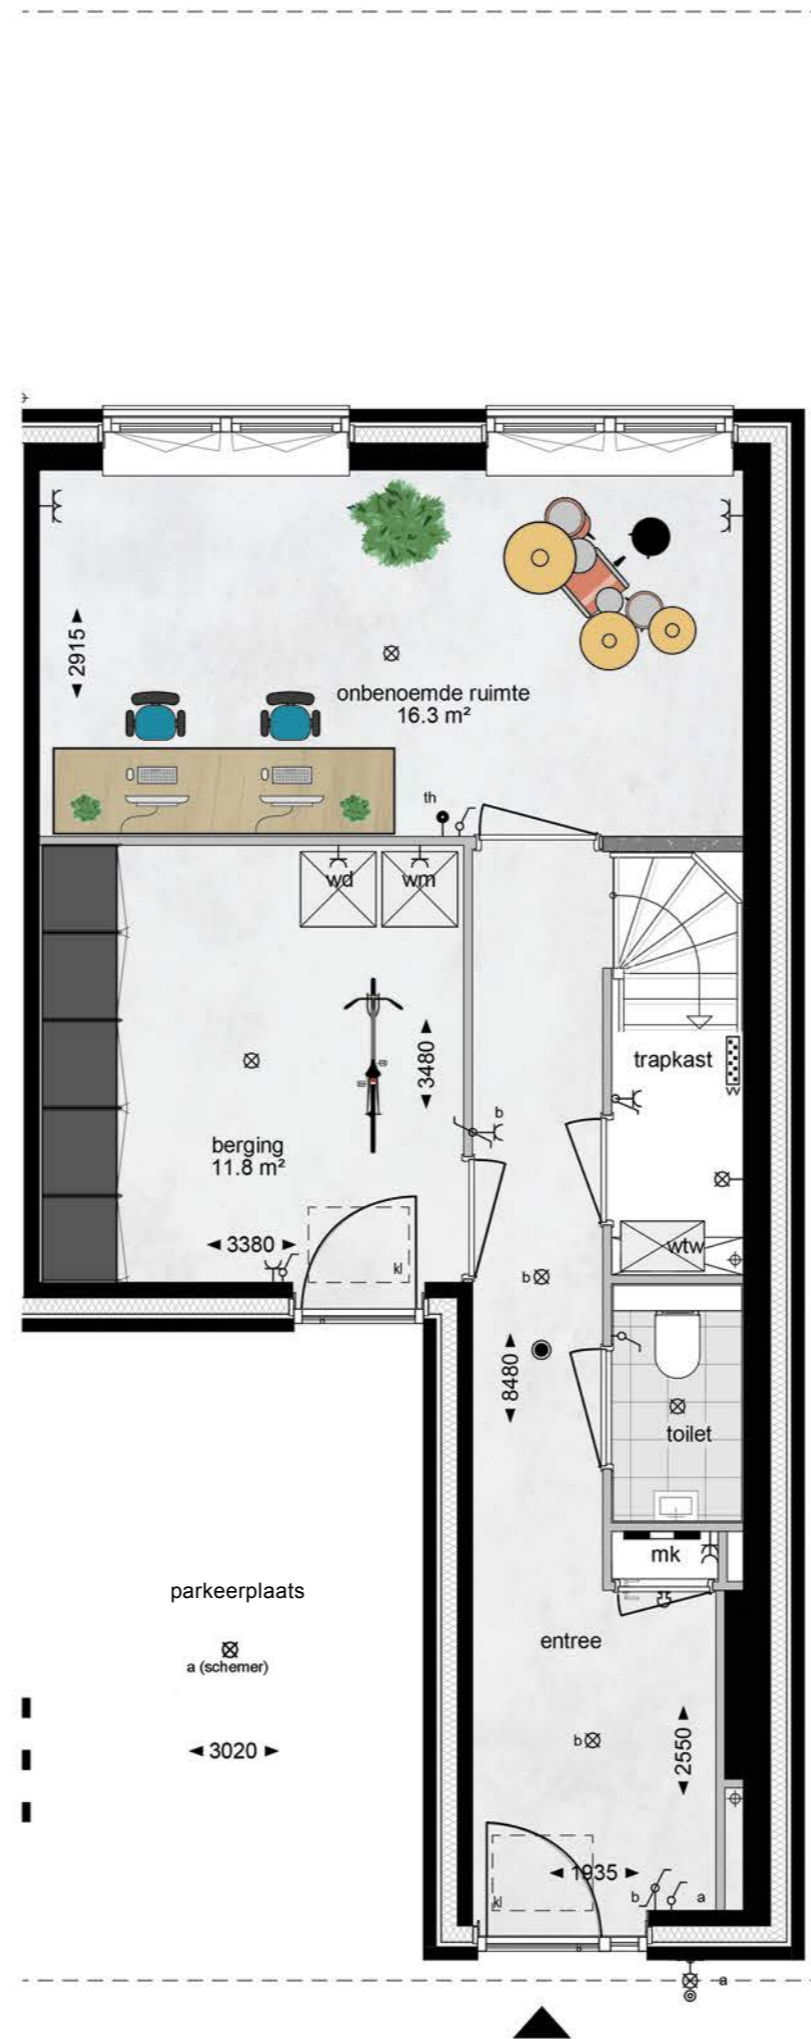 2915
onbenoemde ruimte
16.3 m²
th
wd
wm
3480
trapkast
b
berging
11.8 m²
3380
kl
wtw
b
8480
toilet
mk
parkeerplaats
entree
a (schemer)
b
2550
3020
1935
kl
b
a
a